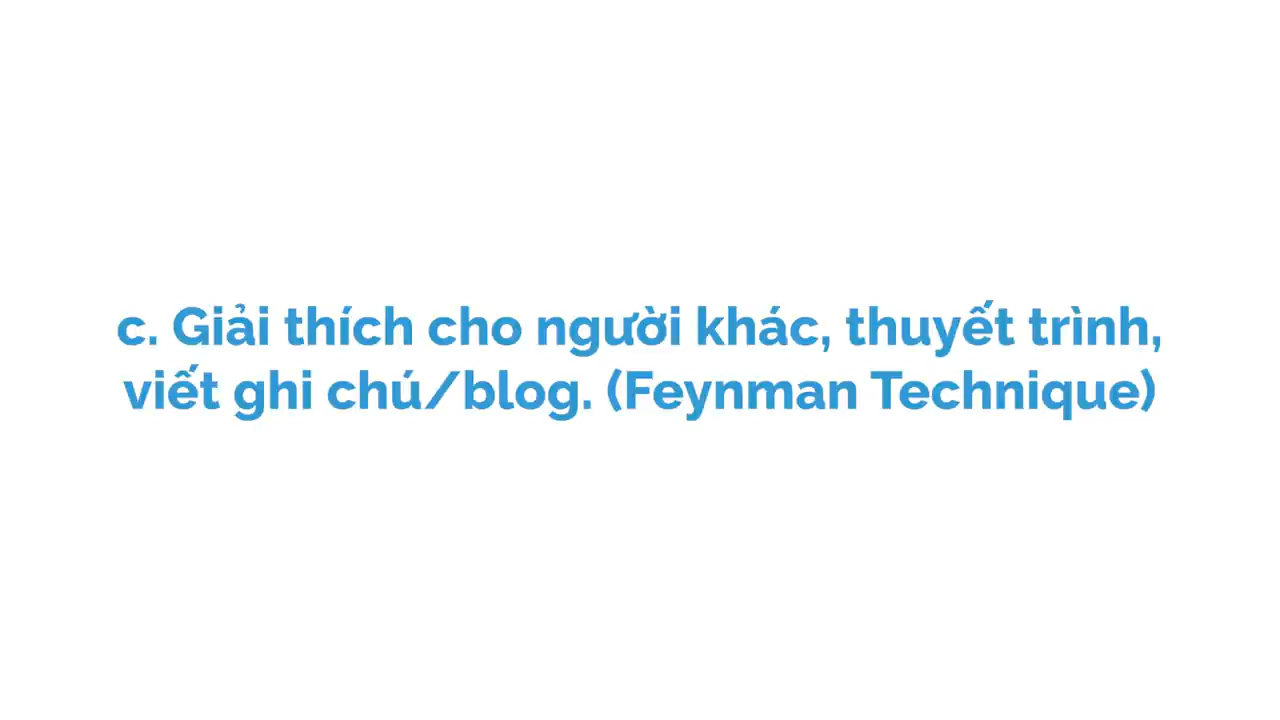 c. Giải thích cho người khác, thuyết trình,
viết ghi chú/blog. (Feynman Technique)